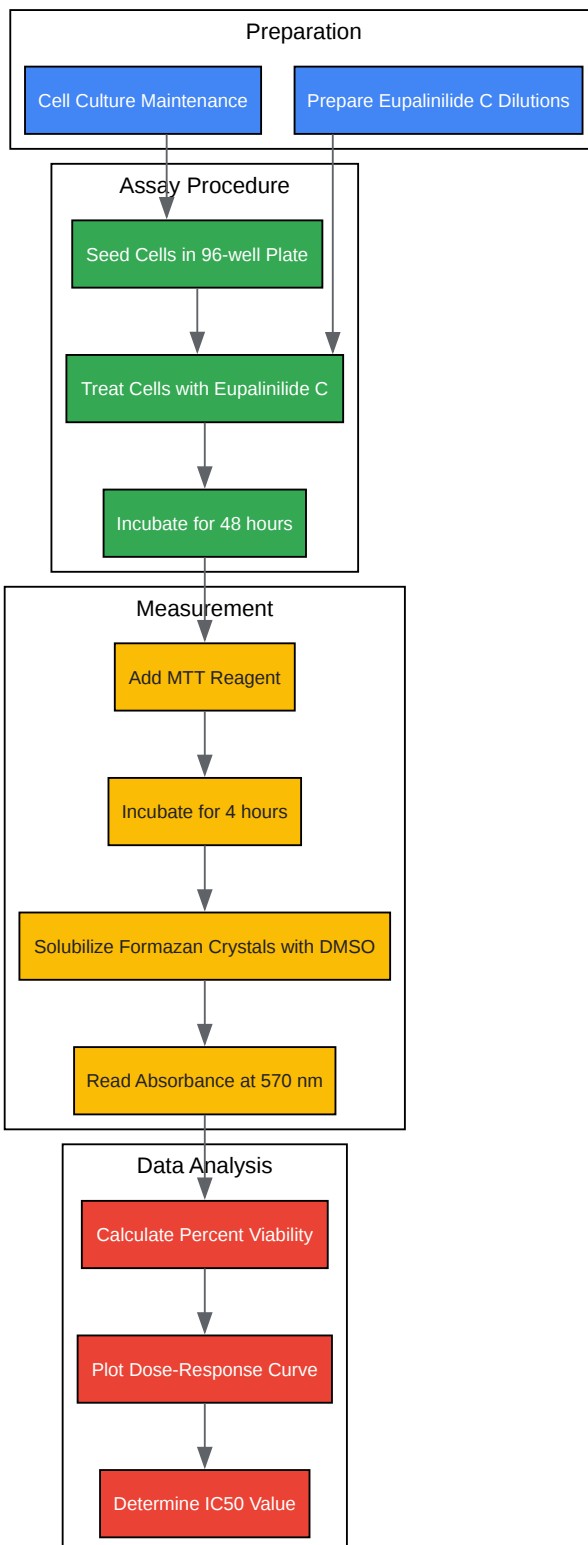 Preparation
Cell Culture Maintenance
Prepare Eupalinilide C Dilutions
Assay Procedure
Seed Cells in 96-well Plate
Treat Cells with Eupalinilide C
Incubate for 48 hours
Measurement
Add MTT Reagent
Incubate for 4 hours
Solubilize Formazan Crystals with DMSO
Read Absorbance at 570 nm
Data Analysis
Calculate Percent Viability
Plot Dose-Response Curve
Determine IC50 Value